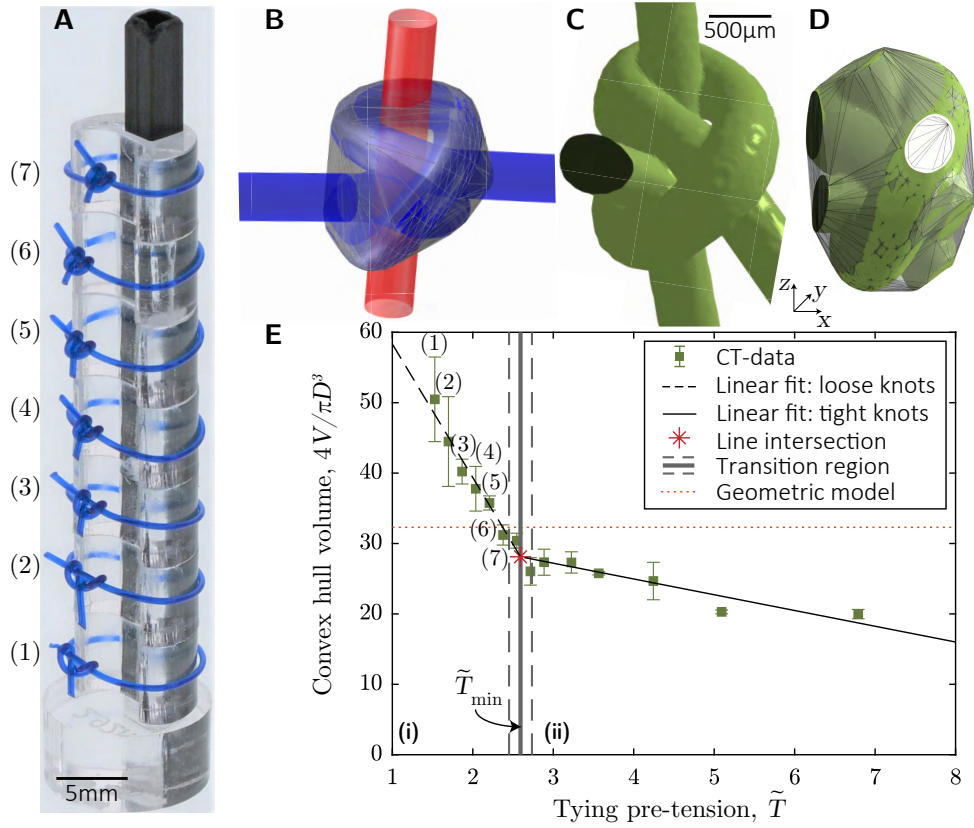 A
B
C
500μm
D
(7)
(6)
(5)
(4)
(3)
(2)
(1)
5mm
z
y
x
E
60
50
40
30
20
10
0
Convex hull volume, 4V/πD³
(1)
(2)
(3)
(4)
(5)
(6)
(7)
CT-data
Linear fit: loose knots
Linear fit: tight knots
Line intersection
Transition region
Geometric model
T̃min
(i)
(ii)
1 2 3 4 5 6 7 8
Tying pre-tension, T̃